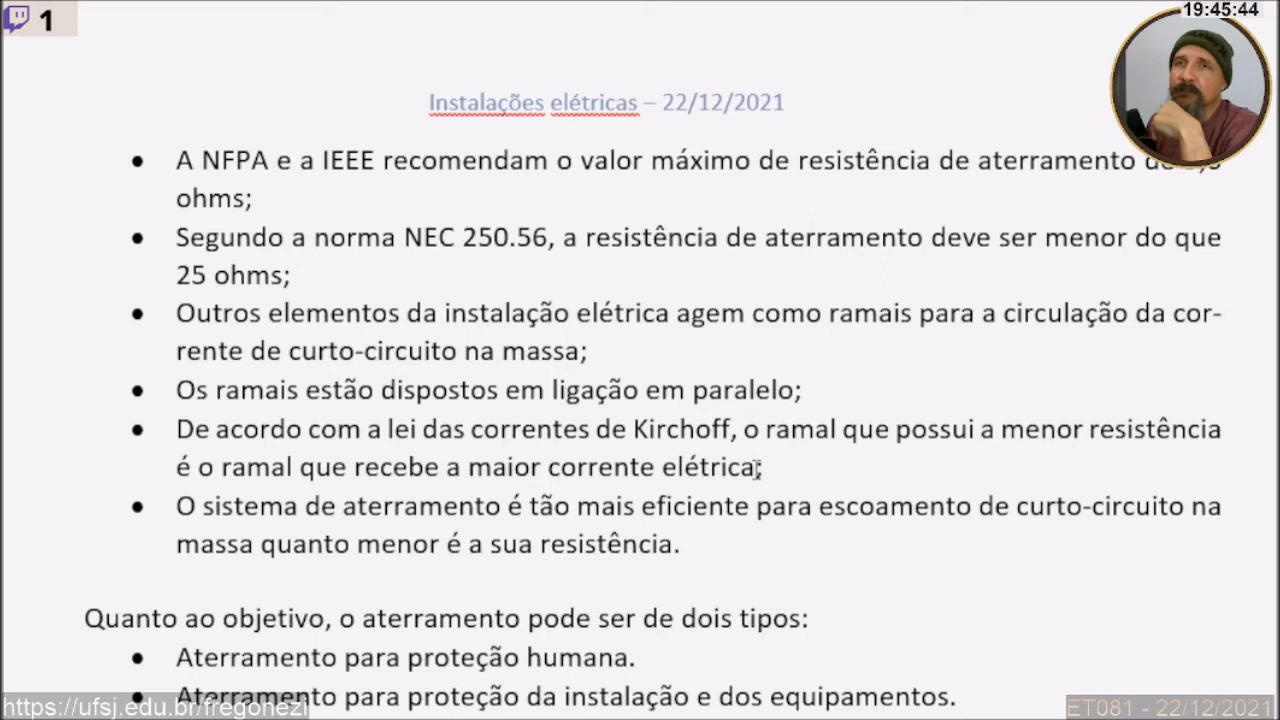 1
19:45:44
Instalações elétricas – 22/12/2021
• A NFPA e a IEEE recomendam o valor máximo de resistência de aterramento
ohms;
• Segundo a norma NEC 250.56, a resistência de aterramento deve ser menor do que
25 ohms;
• Outros elementos da instalação elétrica agem como ramais para a circulação da cor-
rente de curto-circuito na massa;
• Os ramais estão dispostos em ligação em paralelo;
• De acordo com a lei das correntes de Kirchoff, o ramal que possui a menor resistência
é o ramal que recebe a maior corrente elétrica;
• O sistema de aterramento é tão mais eficiente para escoamento de curto-circuito na
massa quanto menor é a sua resistência.
Quanto ao objetivo, o aterramento pode ser de dois tipos:
• Aterramento para proteção humana.
• Aterramento para proteção da instalação e dos equipamentos.
https://ufsj.edu.br/fregonezi
ET081 - 22/12/2021